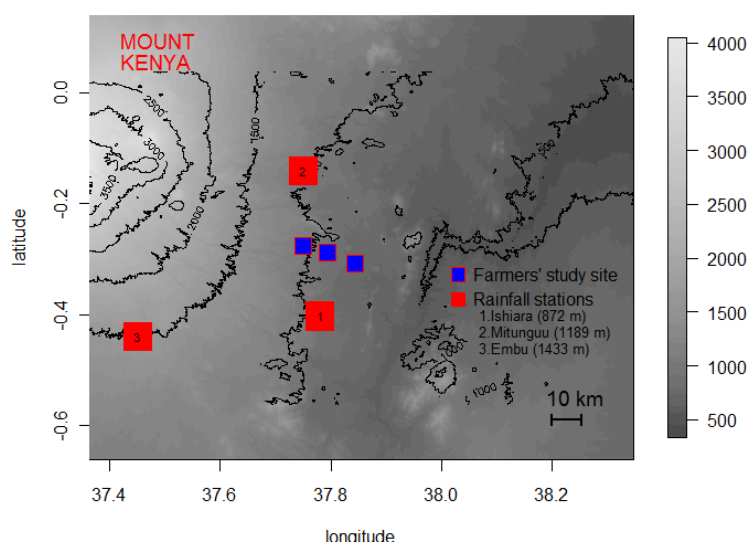 MOUNT
KENYA
4000
3500
3000
2500
2000
1500
1000
500
0.0
-0.2
-0.4
-0.6
latitude
2500
3000
3500
2000
1500
500
1000
1000
2
1
3
Farmers' study site
Rainfall stations
1.Ishiara (872 m)
2.Mitunguu (1189 m)
3.Embu (1433 m)
10 km
37.4
37.6
37.8
38.0
38.2
longitude